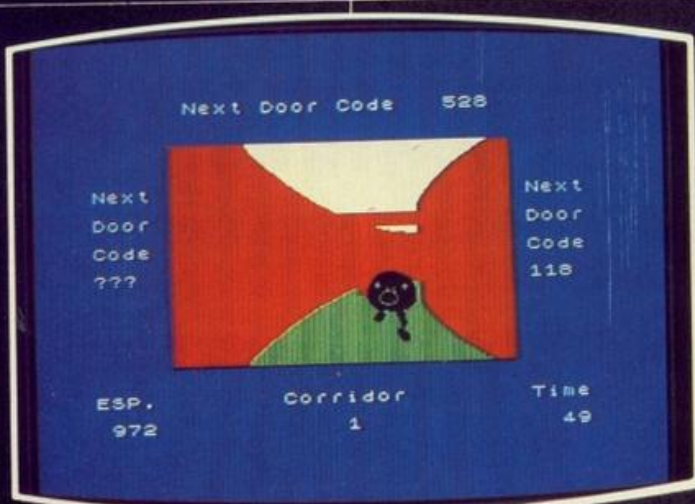 Next Door Code 528
Next
Door
Code
???
Next
Door
Code
118
ESP.
972
Corridor
1
Time
49